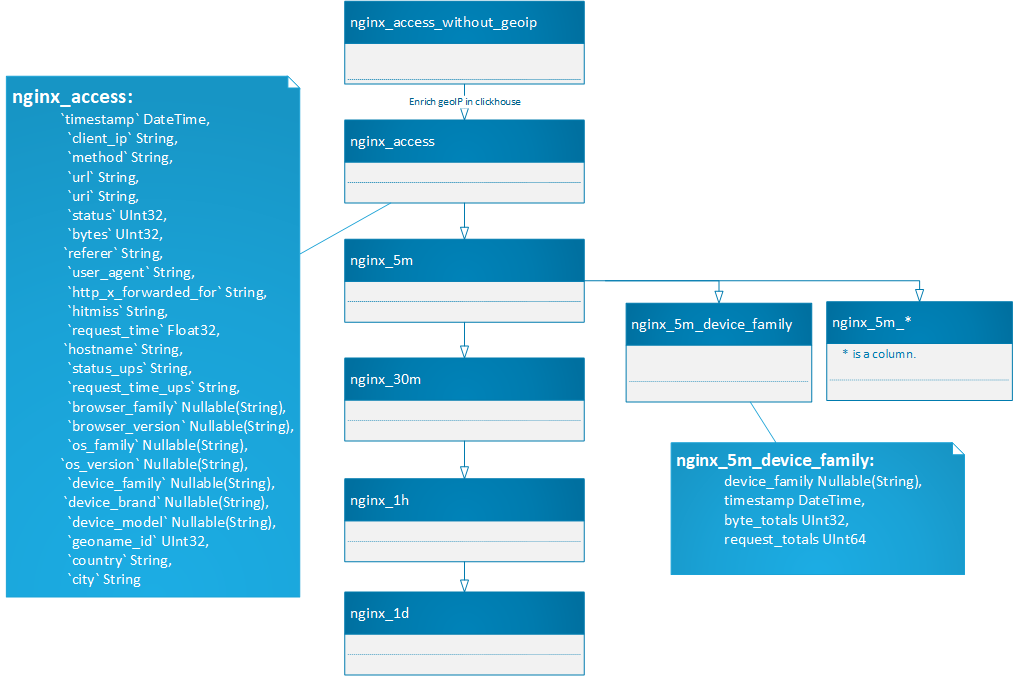 nginx_access_without_geoip
Enrich geoIP in clickhouse
nginx_access
nginx_5m
nginx_30m
nginx_1h
nginx_1d
nginx_access:
`timestamp` DateTime,
`client_ip` String,
`method` String,
`url` String,
`uri` String,
`status` UInt32,
`bytes` UInt32,
`referer` String,
`user_agent` String,
`http_x_forwarded_for` String,
`hitmiss` String,
`request_time` Float32,
`hostname` String,
`status_ups` String,
`request_time_ups` String,
`browser_family` Nullable(String),
`browser_version` Nullable(String),
`os_family` Nullable(String),
`os_version` Nullable(String),
`device_family` Nullable(String),
`device_brand` Nullable(String),
`device_model` Nullable(String),
`geoname_id` UInt32,
`country` String,
`city` String
nginx_5m_device_family
nginx_5m_*
* is a column.
nginx_5m_device_family:
device_family Nullable(String),
timestamp DateTime,
byte_totals UInt32,
request_totals UInt64